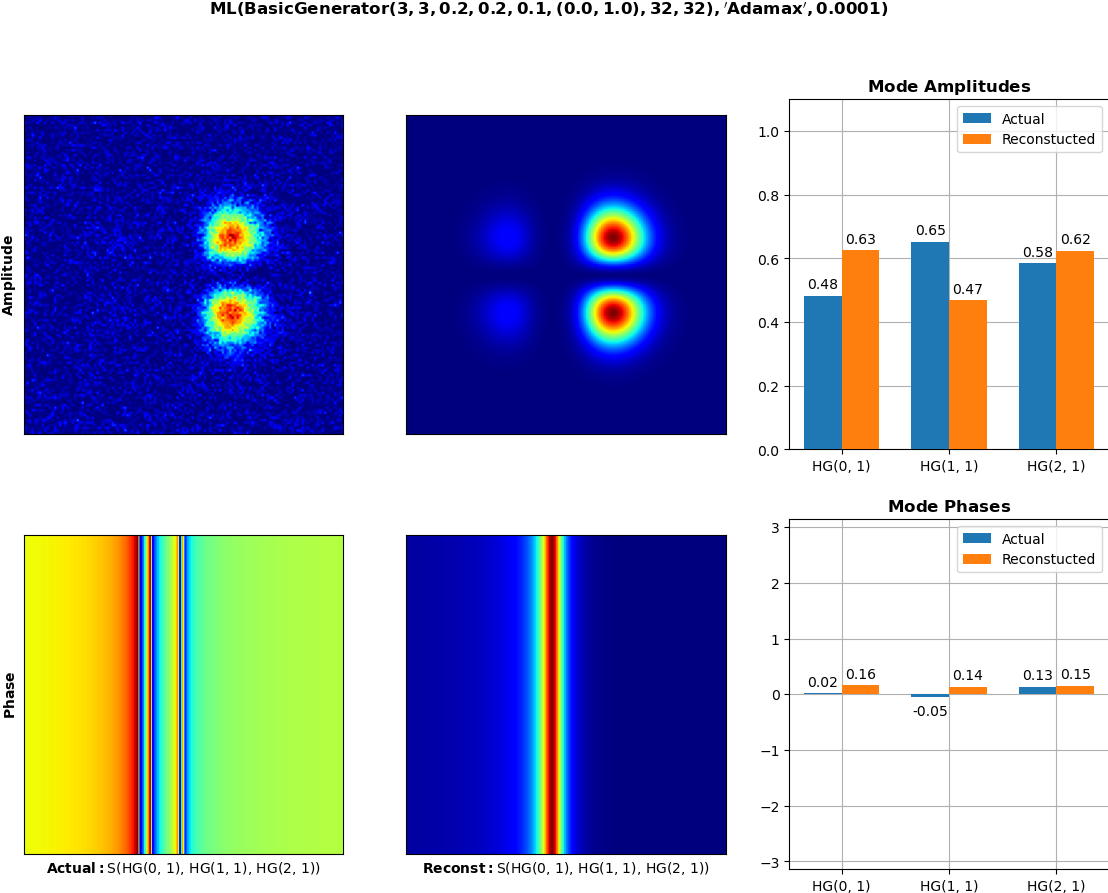 ML(BasicGenerator(3, 3, 0.2, 0.2, 0.1, (0.0, 1.0), 32, 32), ′Adamax′, 0.0001)
Amplitude
Mode Amplitudes
Actual
Reconstucted
1.0
0.8
0.6
0.4
0.2
0.0
0.48
0.63
0.65
0.47
0.58
0.62
HG(0, 1)
HG(1, 1)
HG(2, 1)
Phase
Actual: S(HG(0, 1), HG(1, 1), HG(2, 1))
Reconst: S(HG(0, 1), HG(1, 1), HG(2, 1))
Mode Phases
Actual
Reconstucted
3
2
1
0
−1
−2
−3
0.02
0.16
-0.05
0.14
0.13
0.15
HG(0, 1)
HG(1, 1)
HG(2, 1)